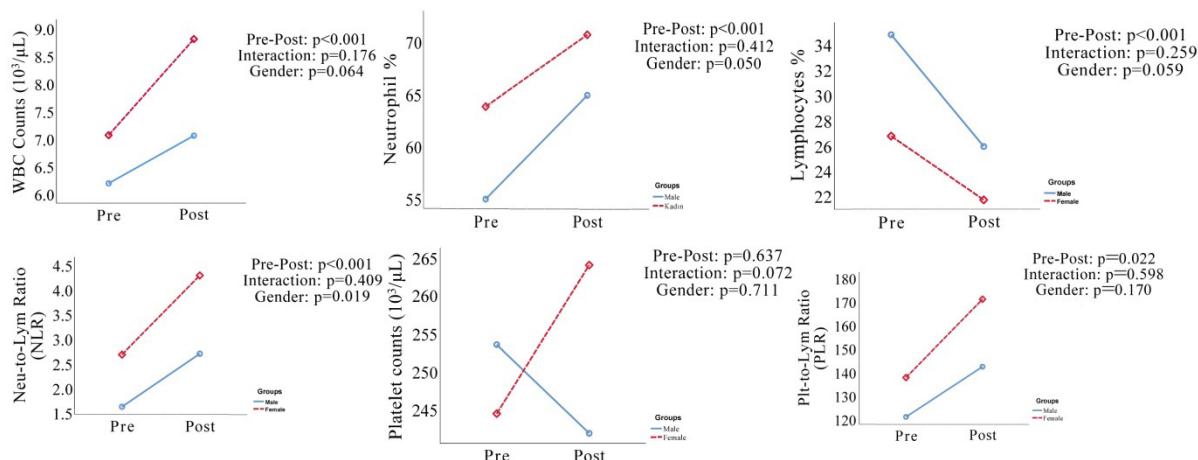 WBC Counts (10³/µL)
9.0
8.5
8.0
7.5
7.0
6.5
6.0
Pre Post
Pre-Post: p<0.001
Interaction: p=0.176
Gender: p=0.064
Neutrophil %
70
65
60
55
Pre Post
Pre-Post: p<0.001
Interaction: p=0.412
Gender: p=0.050
Groups
Male
Kadın
Lymphocytes %
34
32
30
28
26
24
22
Pre Post
Pre-Post: p<0.001
Interaction: p=0.259
Gender: p=0.059
Groups
Male
Female
Neu-to-Lym Ratio
(NLR)
4.5
4.0
3.5
3.0
2.5
2.0
1.5
Pre Post
Pre-Post: p<0.001
Interaction: p=0.409
Gender: p=0.019
Groups
Male
Female
Platelet counts (10³/µL)
265
260
255
250
245
Pre Post
Pre-Post: p=0.637
Interaction: p=0.072
Gender: p=0.711
Groups
Male
Female
Plt-to-Lym Ratio
(PLR)
180
170
160
150
140
130
120
Pre Post
Pre-Post: p=0.022
Interaction: p=0.598
Gender: p=0.170
Groups
Male
Female